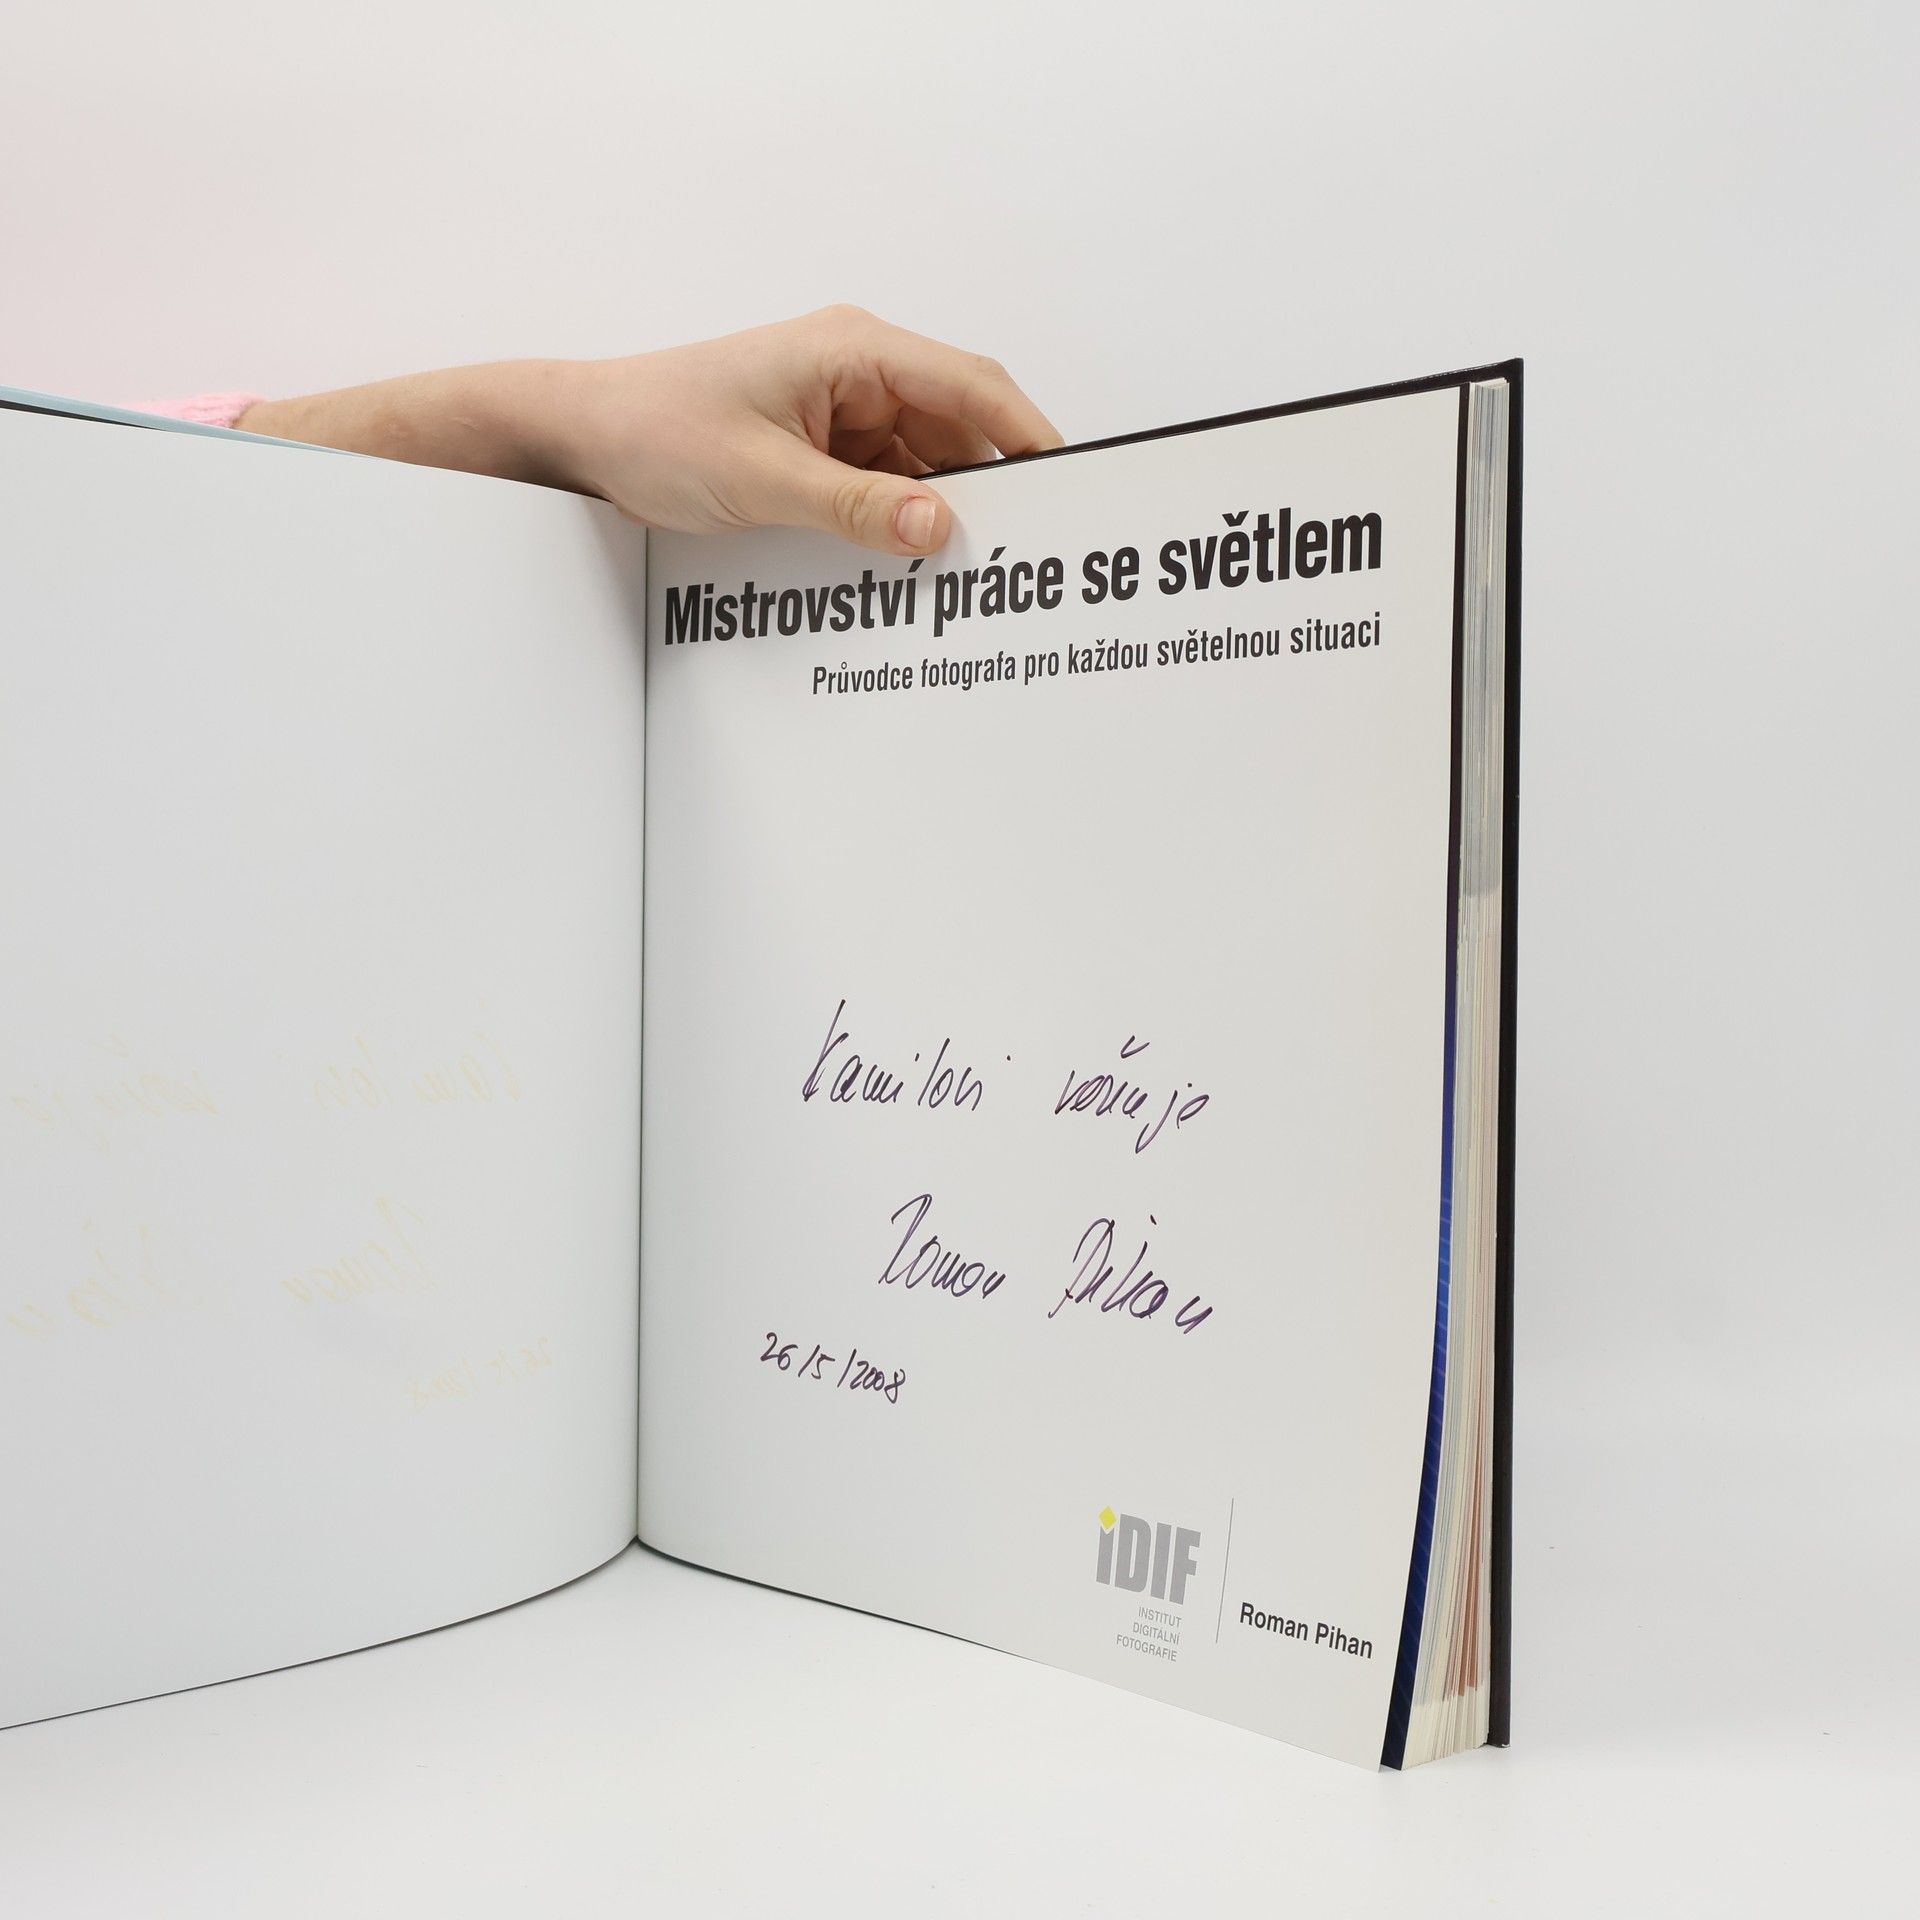 Mistrovství práce se světlem
Průvodce fotografa pro každou světelnou situaci
Kamilovi věnuje
Roman Pihan
26/5/2008
iDIF
INSTITUT
DIGITÁLNÍ
FOTOGRAFIE
Roman Pihan